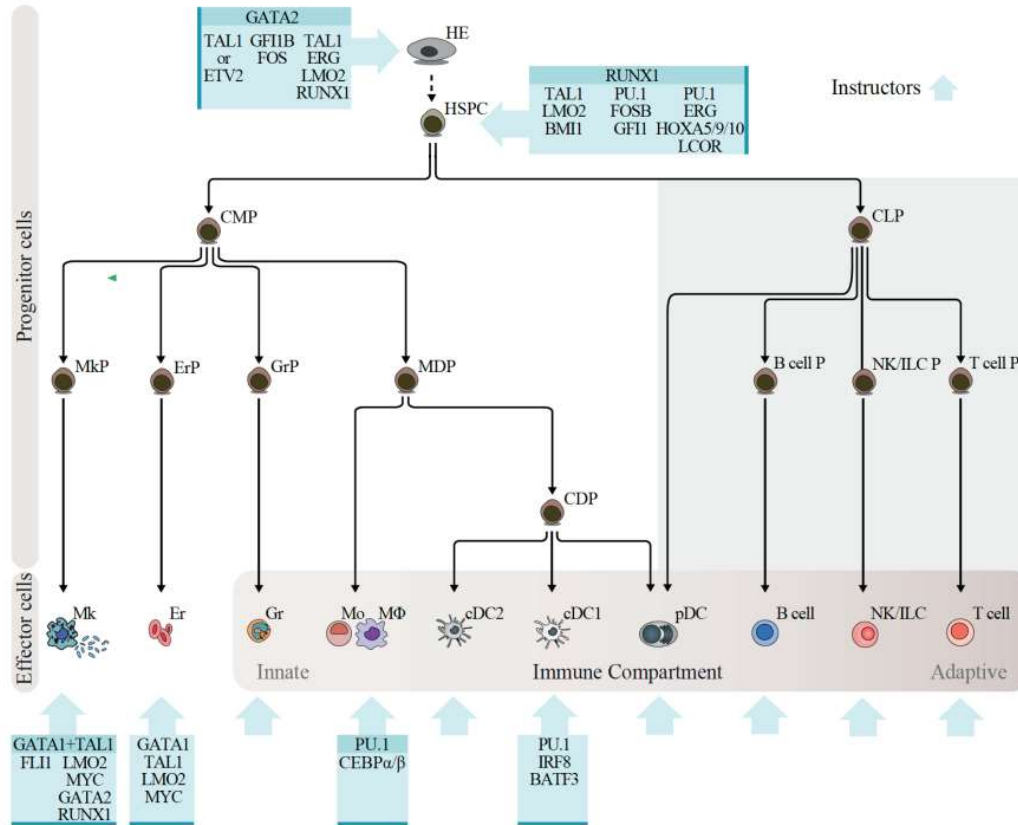 GATA2
TAL1 GFI1B TAL1
or FOS ERG
ETV2 LMO2
RUNX1
HE
HSPC
RUNX1
TAL1 PU.1 PU.1
LMO2 FOSB ERG
BMI1 GFI1 HOXA5/9/10
LCOR
Instructors
Progenitor cells
CMP
CLP
MkP
ErP
GrP
MDP
B cell P
NK/ILC P
T cell P
CDP
Effector cells
Mk
Er
Gr
Mo
MΦ
cDC2
cDC1
pDC
B cell
NK/ILC
T cell
Innate
Immune Compartment
Adaptive
GATA1+TAL1
FLI1 LMO2
MYC
GATA2
RUNX1
GATA1
TAL1
LMO2
MYC
PU.1
CEBPα/β
PU.1
IRF8
BATF3